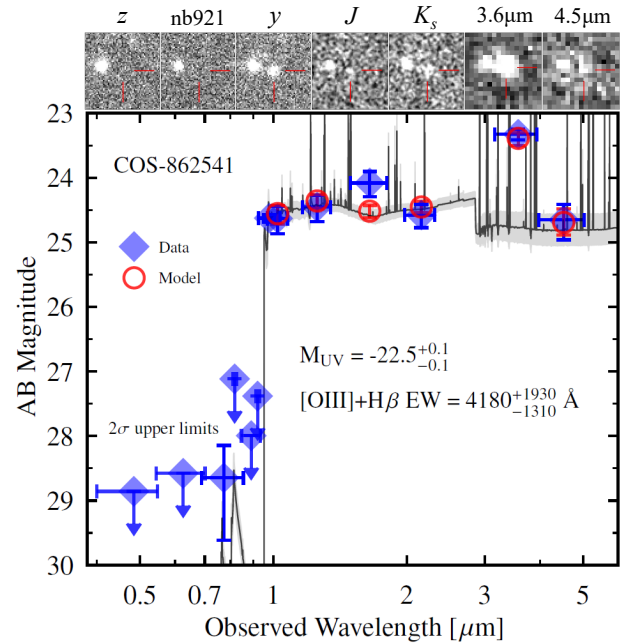 z nb921 y J Kₛ 3.6μm 4.5μm
23
COS-862541
24
25
Data
Model
26
AB Magnitude
M_UV = -22.5^{+0.1}_{-0.1}
27
[OIII]+Hβ EW = 4180^{+1930}_{-1310} Å
2σ upper limits
28
29
30
0.5 0.7 1 2 3 4 5
Observed Wavelength [μm]